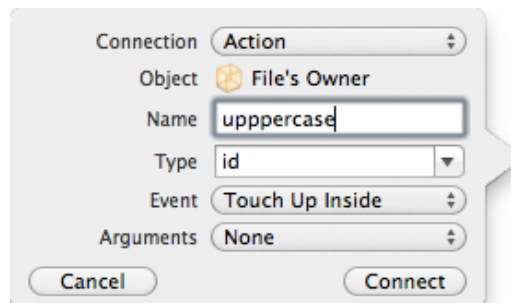 Connection Action
Object File's Owner
Name upppercase
Type id
Event Touch Up Inside
Arguments None
Cancel Connect